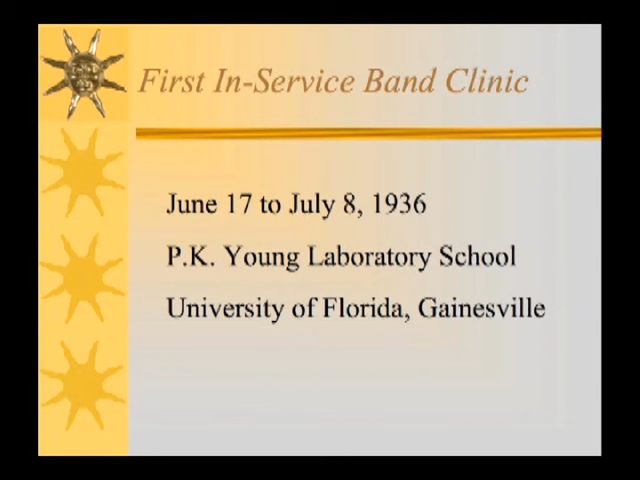 First In-Service Band Clinic
June 17 to July 8, 1936
P.K. Young Laboratory School
University of Florida, Gainesville